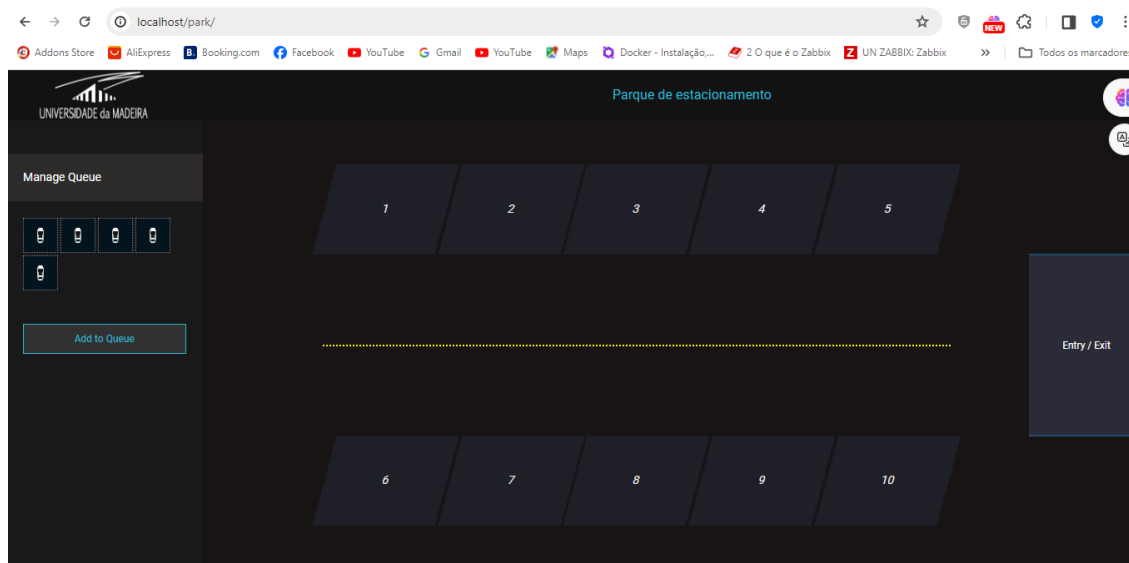 localhost/park/
NEW
Addons Store AliExpress B. Booking.com Facebook YouTube G Gmail YouTube Maps Docker - Instalação,... 2 O que é o Zabbix Z UN ZABBIX: Zabbix » Todos os marcadores
UNIVERSIDADE da MADEIRA
Parque de estacionamento
Manage Queue
1 2 3 4 5
Add to Queue
Entry / Exit
6 7 8 9 10